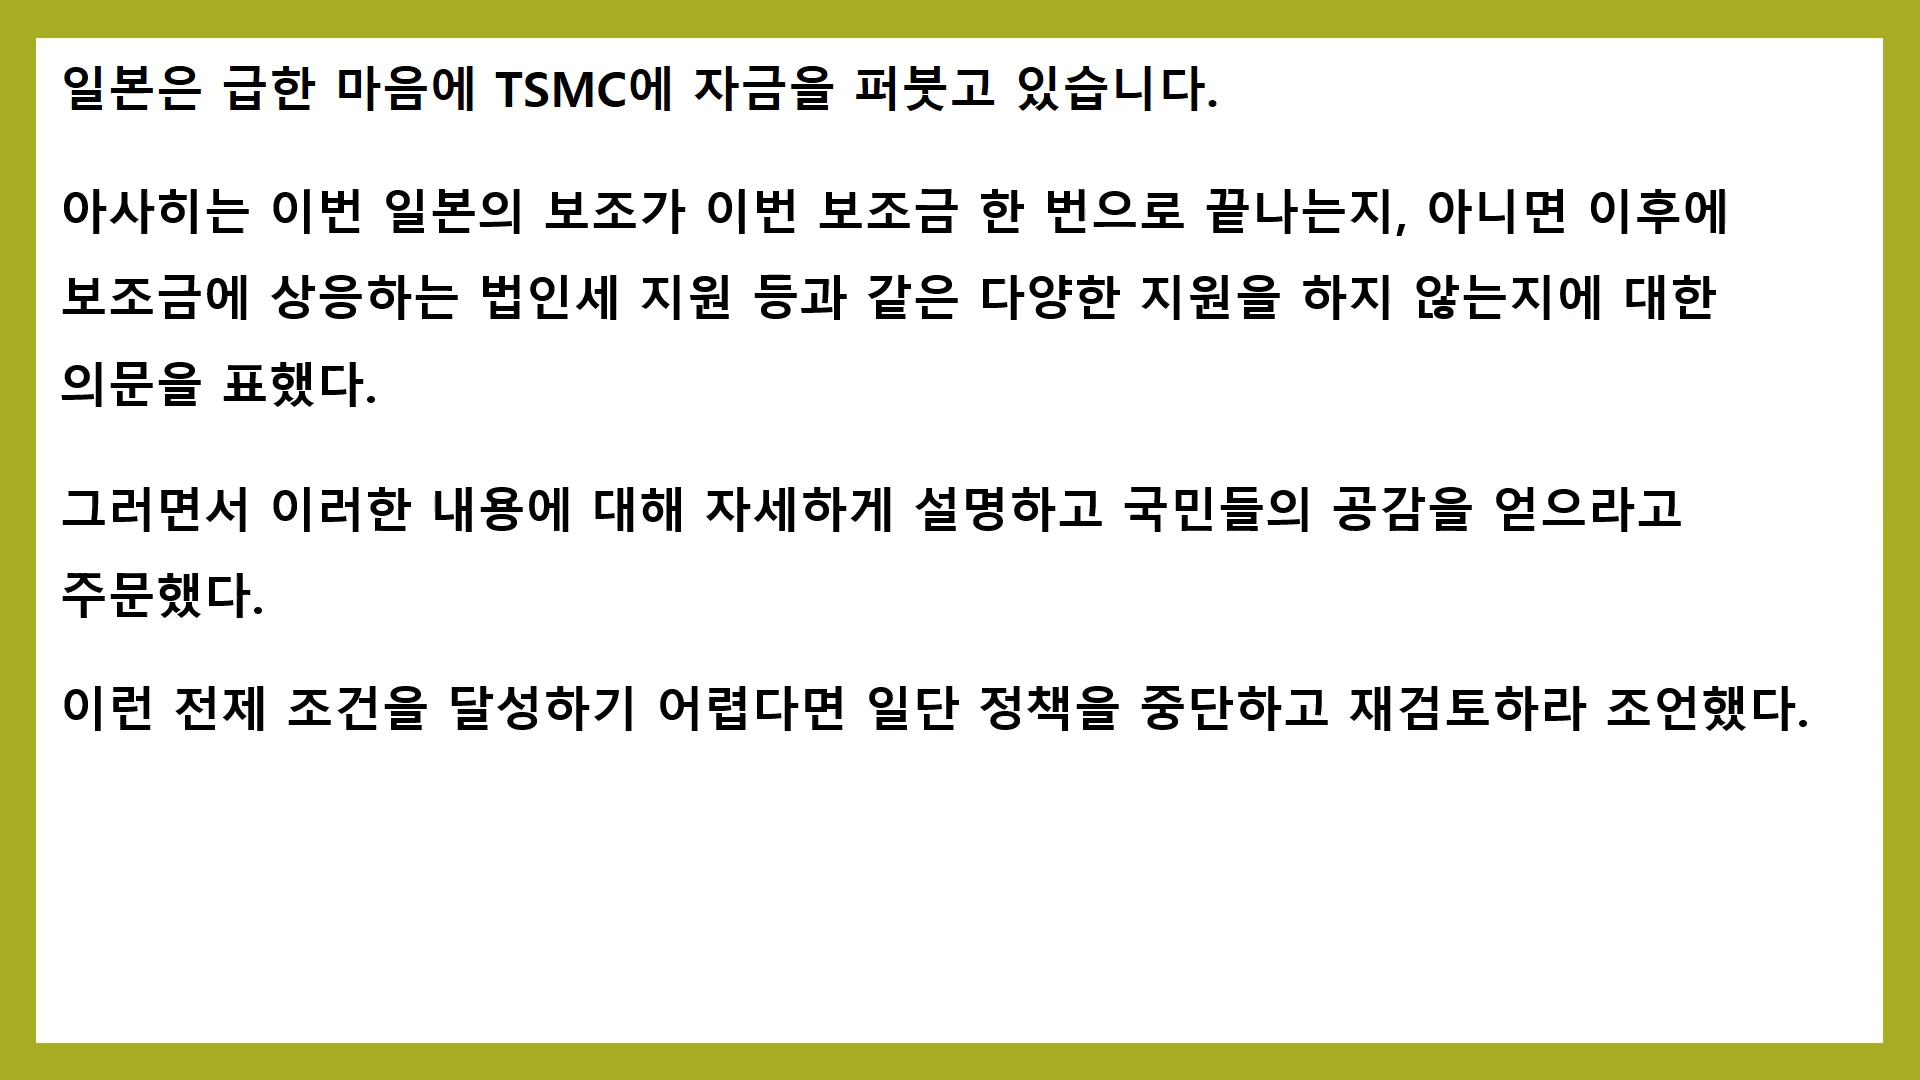 일본은 급한 마음에 TSMC에 자금을 퍼붓고 있습니다.
아사히는 이번 일본의 보조가 이번 보조금 한 번으로 끝나는지, 아니면 이후에
보조금에 상응하는 법인세 지원 등과 같은 다양한 지원을 하지 않는지에 대한
의문을 표했다.
그러면서 이러한 내용에 대해 자세하게 설명하고 국민들의 공감을 얻으라고
주문했다.
이런 전제 조건을 달성하기 어렵다면 일단 정책을 중단하고 재검토하라 조언했다.